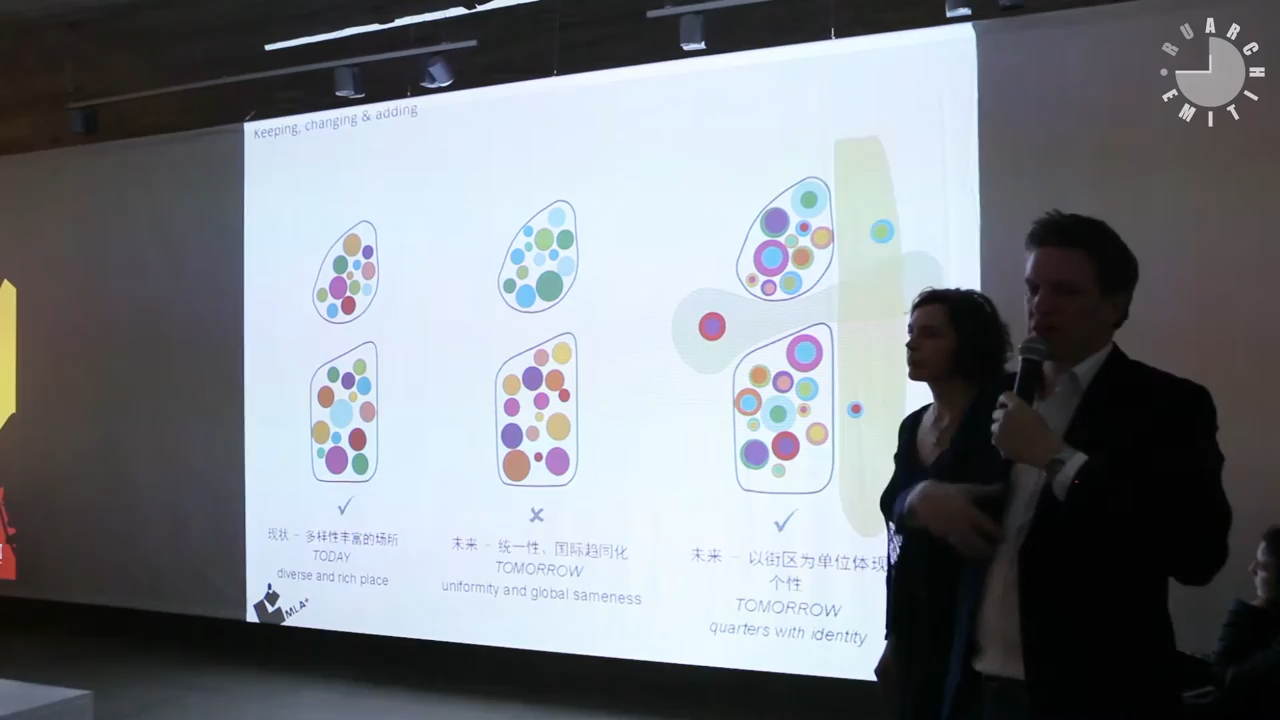 RUARCH
TIME
Keeping, changing & adding
现状 - 多样性丰富的场所
TODAY
diverse and rich place
未来 - 统一性、国际趋同化
TOMORROW
uniformity and global sameness
未来 - 以街区为单位体现
个性
TOMORROW
quarters with identity
MLA+